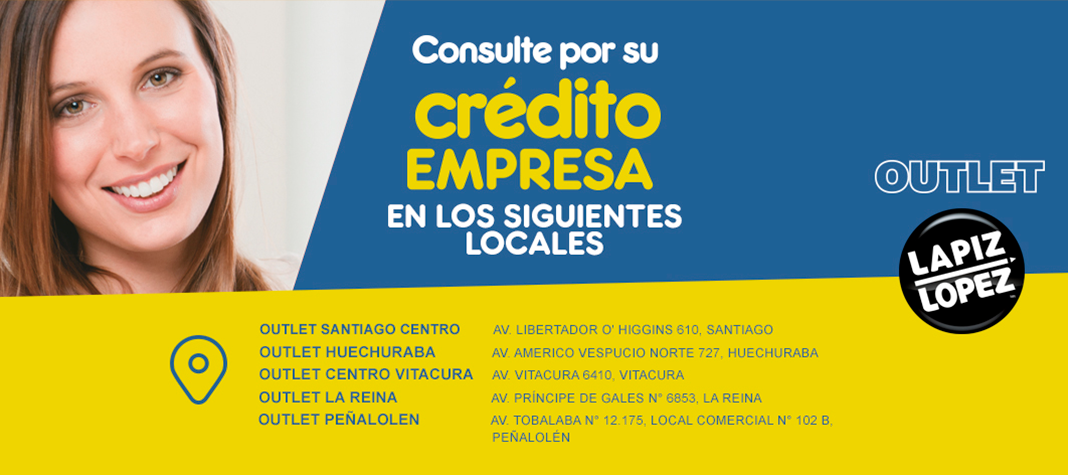 Consulte por su
crédito
EMPRESA
EN LOS SIGUIENTES
LOCALES
OUTLET
LAPIZ
LOPEZ
OUTLET SANTIAGO CENTRO AV. LIBERTADOR O' HIGGINS 610, SANTIAGO
OUTLET HUECHURABA AV. AMERICO VESPUCIO NORTE 727, HUECHURABA
OUTLET CENTRO VITACURA AV. VITACURA 6410, VITACURA
OUTLET LA REINA AV. PRÍNCIPE DE GALES N° 6853, LA REINA
OUTLET PEÑALOLEN AV. TOBALABA N° 12.175, LOCAL COMERCIAL N° 102 B,
PEÑALOLÉN